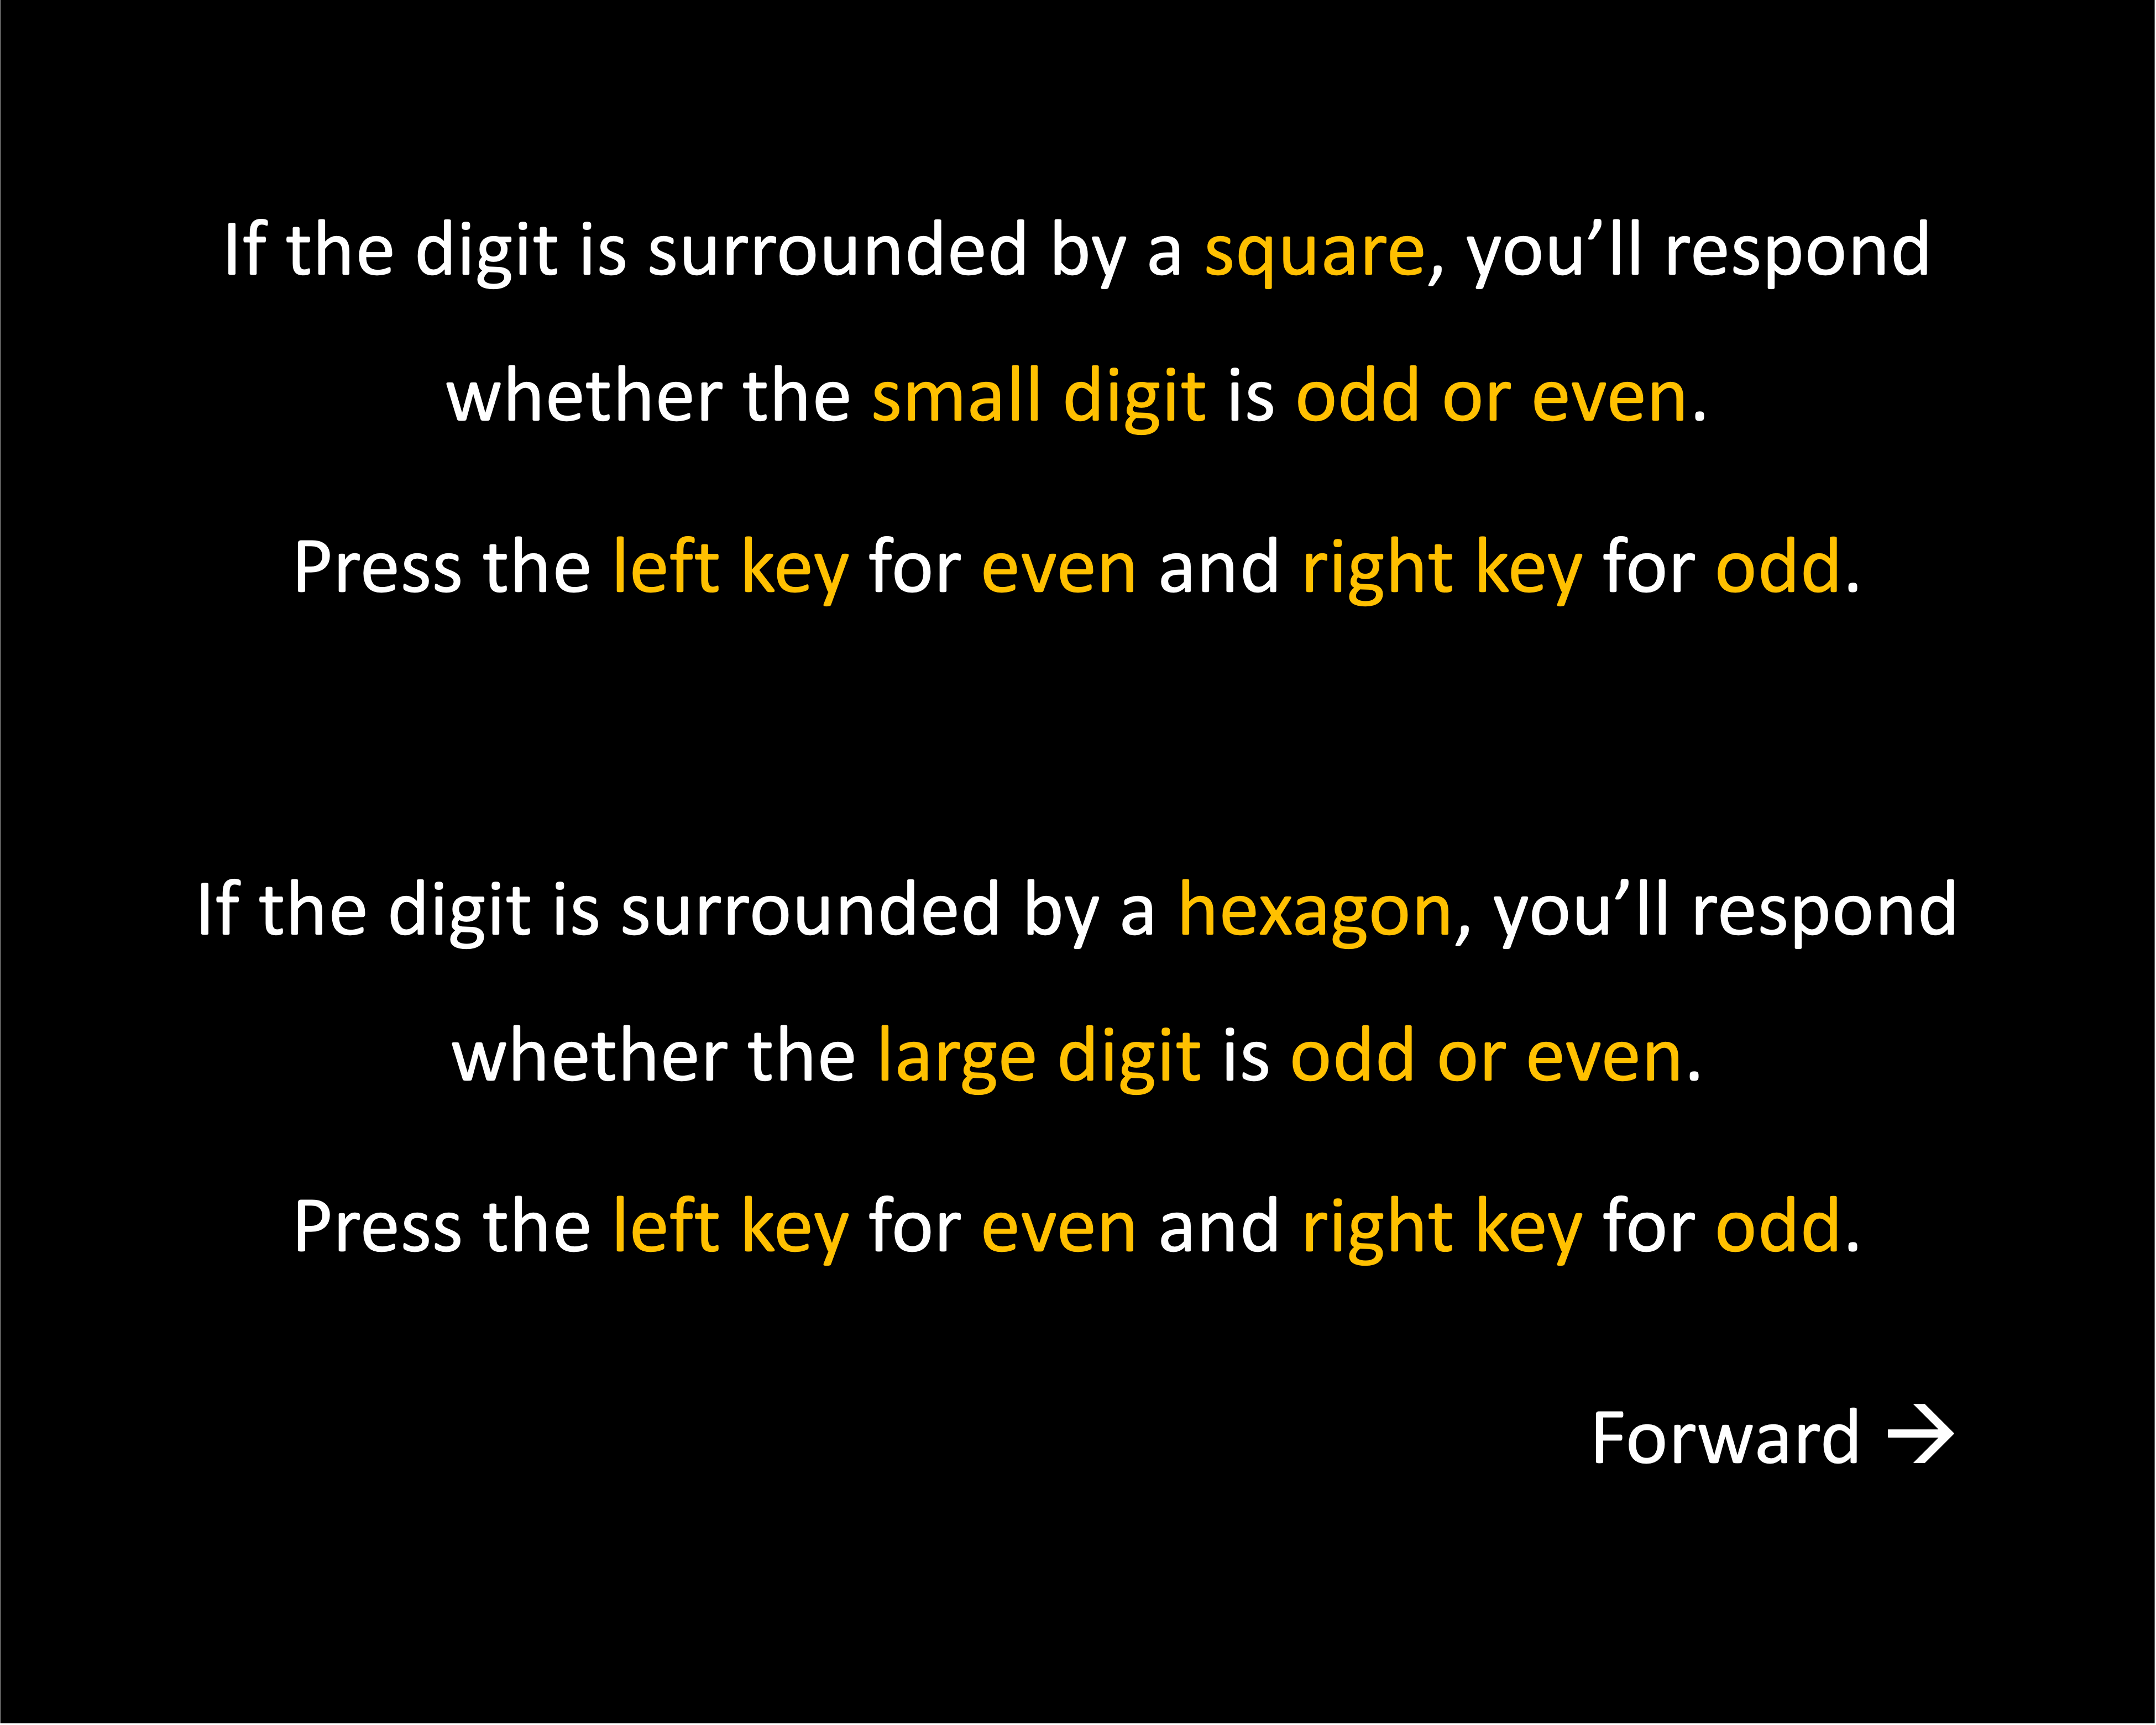 If the digit is surrounded by a square, you’ll respond
whether the small digit is odd or even.
Press the left key for even and right key for odd.
If the digit is surrounded by a hexagon, you’ll respond
whether the large digit is odd or even.
Press the left key for even and right key for odd.
Forward →